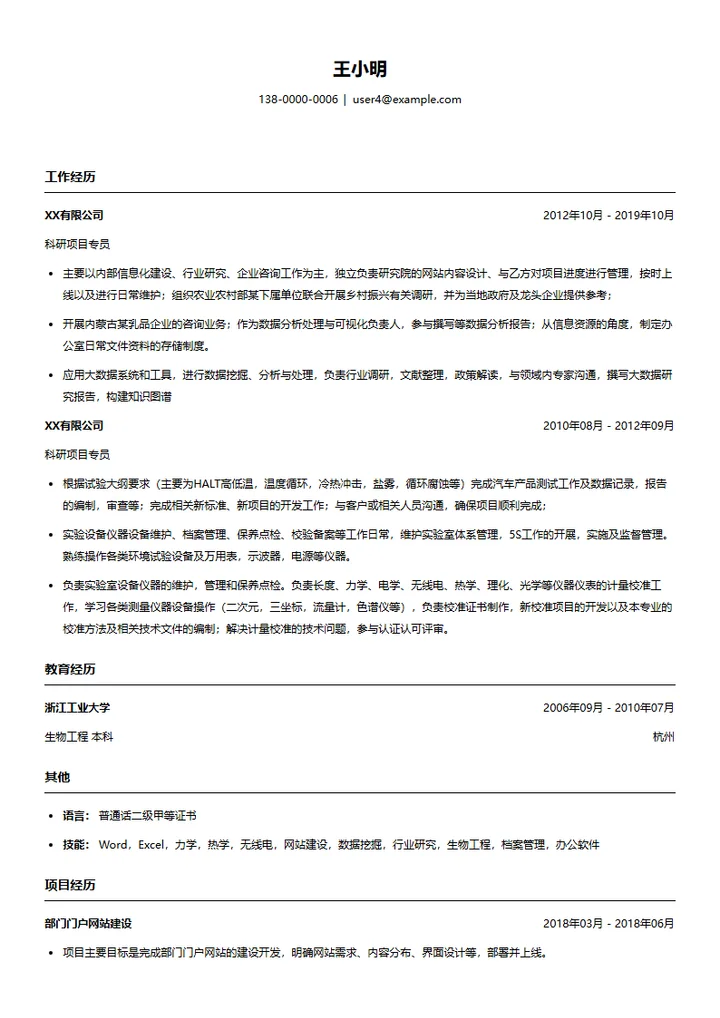 王小明
138-0000-0006 | user4@example.com
工作经历
XX有限公司 2012年10月 - 2019年10月
科研项目专员
• 主要以内部信息化建设、行业研究、企业咨询工作为主，独立负责研究院的网站内容设计、与乙方对项目进度进行管理，按时上
线以及进行日常维护；组织农业农村部某下属单位联合开展乡村振兴有关调研，并为当地政府及龙头企业提供参考；
• 开展内蒙古某乳品企业的咨询业务；作为数据分析处理与可视化负责人，参与撰写等数据分析报告；从信息资源的角度，制定办
公室日常文件资料的存储制度。
• 应用大数据系统和工具，进行数据挖掘、分析与处理，负责行业调研，文献整理，政策解读，与领域内专家沟通，撰写大数据研
究报告，构建知识图谱
XX有限公司 2010年08月 - 2012年09月
科研项目专员
• 根据试验大纲要求（主要为HALT高低温，温度循环，冷热冲击，盐雾，循环腐蚀等）完成汽车产品测试工作及数据记录，报告
的编制，审查等；完成相关新标准、新项目的开发工作；与客户或相关人员沟通，确保项目顺利完成；
• 实验设备仪器设备维护、档案管理、保养点检、校验备案等工作日常，维护实验室体系管理，5S工作的开展，实施及监督管理。
熟练操作各类环境试验设备及万用表，示波器，电源等仪器。
• 负责实验室设备仪器的维护，管理和保养点检。负责长度、力学、电学、无线电、热学、理化、光学等仪器仪表的计量校准工
作，学习各类测量仪器设备操作（二次元，三坐标，流量计，色谱仪等），负责校准证书制作，新校准项目的开发以及本专业的
校准方法及相关技术文件的编制；解决计量校准的技术问题，参与认证认可评审。
教育经历
浙江工业大学 2006年09月 - 2010年07月
生物工程 本科 杭州
其他
• 语言： 普通话二级甲等证书
• 技能： Word，Excel，力学，热学，无线电，网站建设，数据挖掘，行业研究，生物工程，档案管理，办公软件
项目经历
部门门户网站建设 2018年03月 - 2018年06月
• 项目主要目标是完成部门门户网站的建设开发，明确网站需求、内容分布、界面设计等，部署并上线。